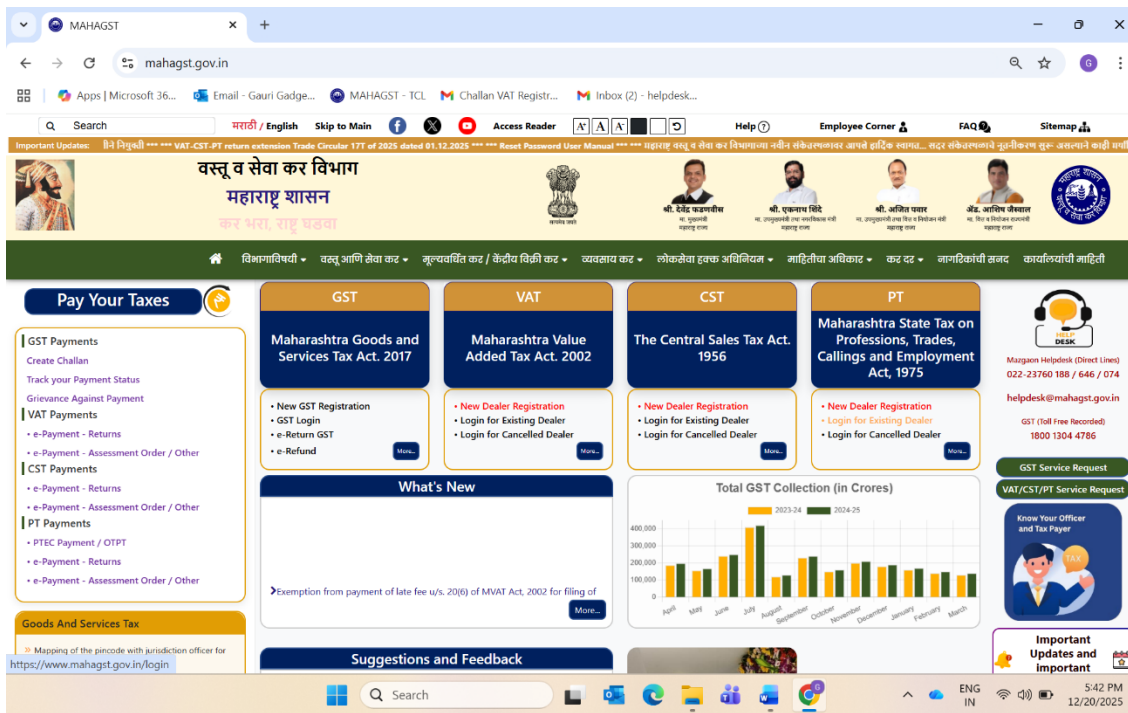 MAHAGST
mahagst.gov.in
G
Apps | Microsoft 36...
Email - Gauri Gadge...
MAHAGST - TCL
Challan VAT Registr...
Inbox (2) - helpdesk...
Search
मराठी / English
Skip to Main
Access Reader
A+ A A-
Help
Employee Corner
FAQ
Sitemap
Important Updates:
*** *** VAT-CST-PT return extension Trade Circular 17T of 2025 dated 01.12.2025 *** *** Reset Password User Manual *** *** महाराष्ट्र वस्तू व सेवा कर विभागाच्या नवीन संकेतस्थळावर आपले हार्दिक स्वागत... सदर संकेतस्थळाचे नूतनीकरण सुरू असल्याने काही
वस्तू व सेवा कर विभाग
महाराष्ट्र शासन
कर भरा, राष्ट्र घडवा
श्री. देवेंद्र फडणवीस
मा. मुख्यमंत्री
महाराष्ट्र राज्य
श्री. एकनाथ शिंदे
महाराष्ट्र राज्य
श्री. अजित पवार
महाराष्ट्र राज्य
ॲड. आशिष जैस्वाल
महाराष्ट्र राज्य
विभागाविषयी
वस्तू आणि सेवा कर
मूल्यवर्धित कर / केंद्रीय विक्री कर
व्यवसाय कर
लोकसेवा हक्क अधिनियम
माहितीचा अधिकार
कर दर
नागरिकांची सनद
कार्यालयांची माहिती
Pay Your Taxes
GST Payments
Create Challan
Track your Payment Status
Grievance Against Payment
VAT Payments
• e-Payment - Returns
• e-Payment - Assessment Order / Other
CST Payments
• e-Payment - Returns
• e-Payment - Assessment Order / Other
PT Payments
• PTEC Payment / OTPT
• e-Payment - Returns
• e-Payment - Assessment Order / Other
Goods And Services Tax
» Mapping of the pincode with jurisdiction officer for
https://www.mahagst.gov.in/login
GST
Maharashtra Goods and
Services Tax Act. 2017
• New GST Registration
• GST Login
• e-Return GST
• e-Refund
More...
VAT
Maharashtra Value
Added Tax Act. 2002
• New Dealer Registration
• Login for Existing Dealer
• Login for Cancelled Dealer
More...
CST
The Central Sales Tax Act.
1956
• New Dealer Registration
• Login for Existing Dealer
• Login for Cancelled Dealer
More...
PT
Maharashtra State Tax on
Professions, Trades,
Callings and Employment
Act, 1975
• New Dealer Registration
• Login for Existing Dealer
• Login for Cancelled Dealer
More...
What's New
Exemption from payment of late fee u/s. 20(6) of MVAT Act, 2002 for filing of
More...
Total GST Collection (in Crores)
2023-24
2024-25
400,000
300,000
200,000
100,000
0
April
May
June
July
August
September
October
November
December
January
February
March
Suggestions and Feedback
HELP
DESK
Mazgaon Helpdesk (Direct Lines)
022-23760 188 / 646 / 074
helpdesk@mahagst.gov.in
GST (Toll Free Recorded)
1800 1304 4786
GST Service Request
VAT/CST/PT Service Request
Know Your Officer
and Tax Payer
TAX
Important
Updates and
important
Search
G
ENG
IN
5:42 PM
12/20/2025